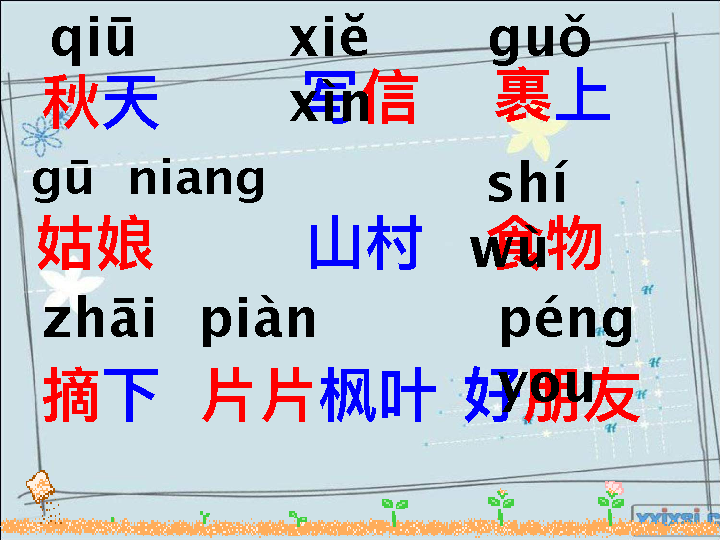 qiū xiě guǒ
秋天 写信 裹上
xìn
gū niang shí
姑娘 山村 食物
wù
zhāi piàn péng
摘下 片片枫叶 好朋友
you